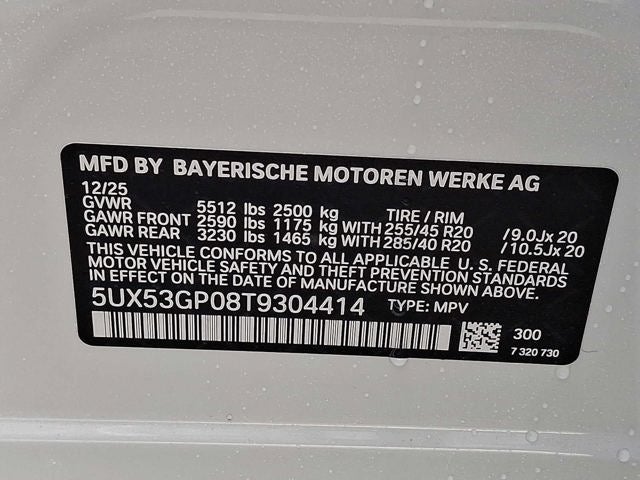 MFD BY BAYERISCHE MOTOREN WERKE AG
12/25
GVWR 5512 lbs 2500 kg TIRE / RIM
GAWR FRONT 2590 lbs 1175 kg WITH 255/45 R20 /9.0Jx 20
GAWR REAR 3230 lbs 1465 kg WITH 285/40 R20 /10.5Jx 20
THIS VEHICLE CONFORMS TO ALL APPLICABLE U.S. FEDERAL
MOTOR VEHICLE SAFETY AND THEFT PREVENTION STANDARDS
IN EFFECT ON THE DATE OF MANUFACTURE SHOWN ABOVE.
5UX53GP08T9304414 TYPE: MPV
300
7 320 730